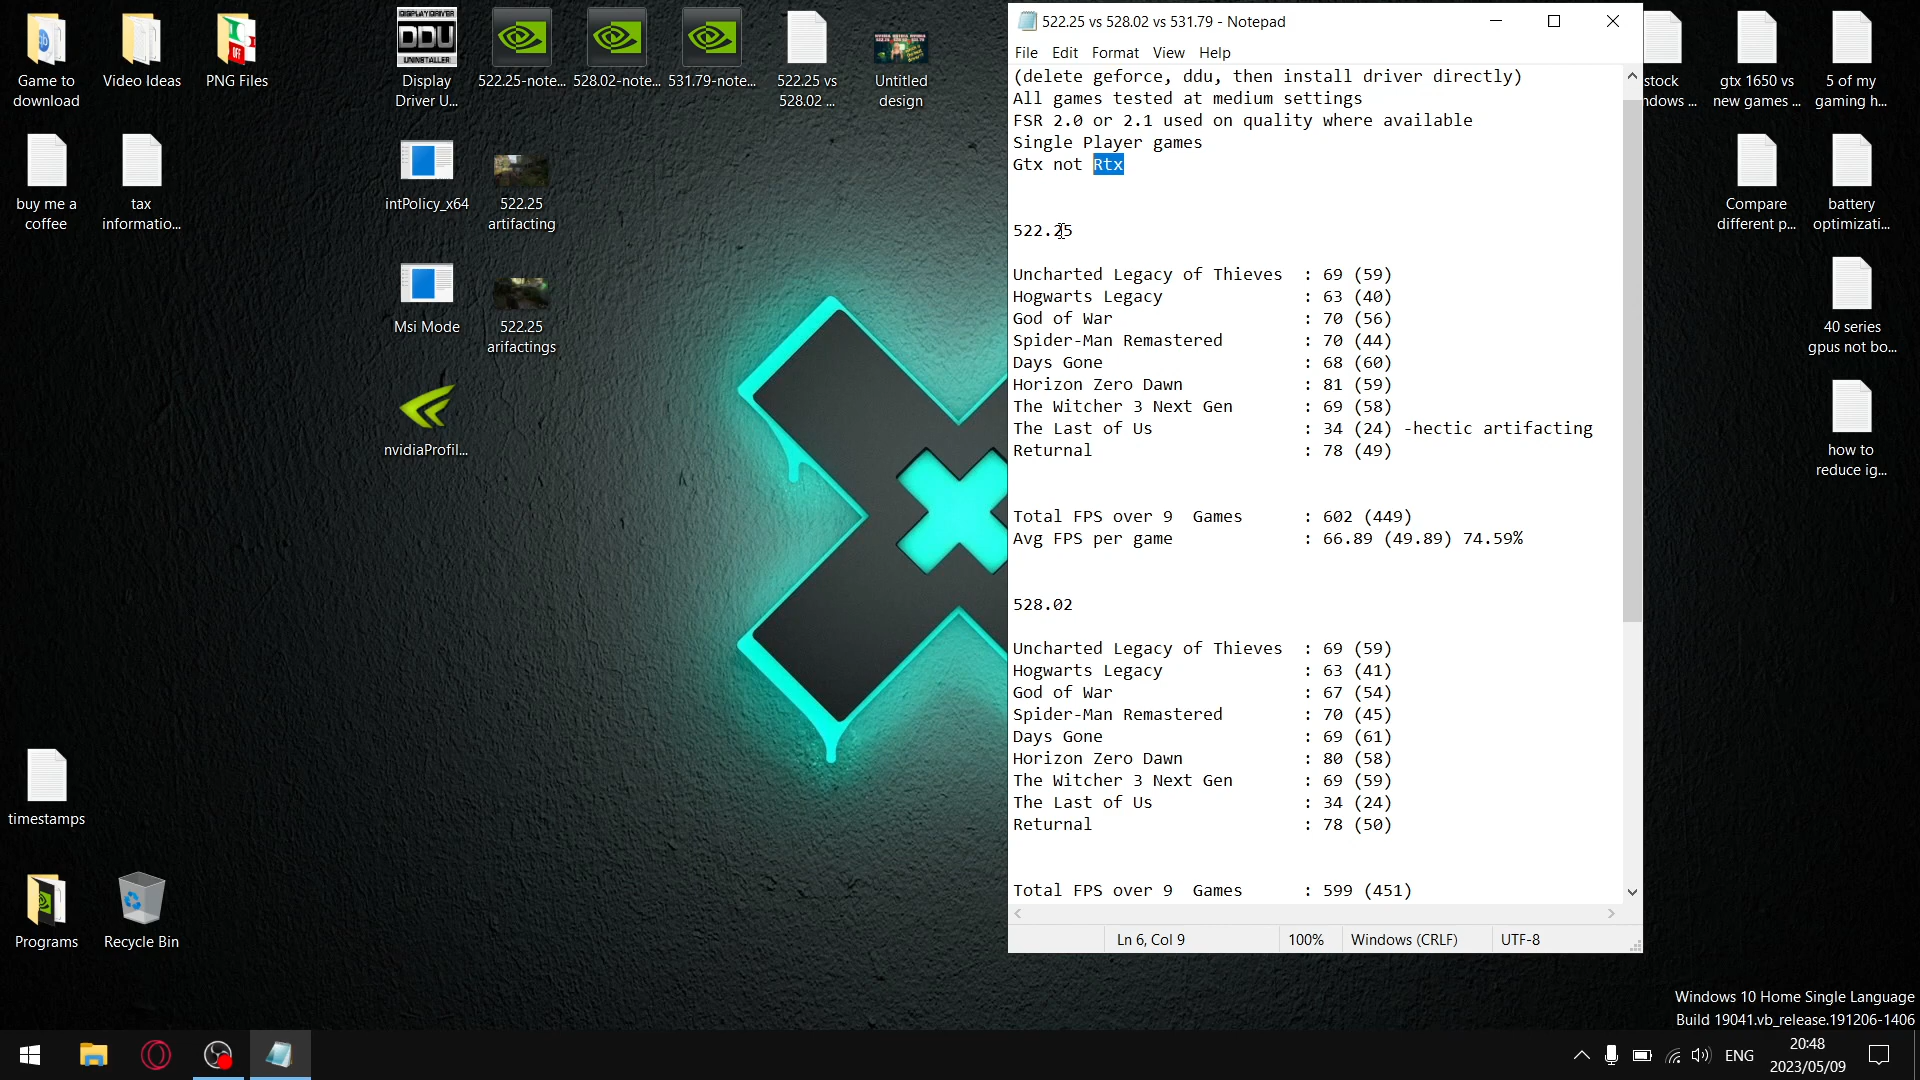 Game to
download
Video Ideas
PNG Files
DISPLAY DRIVER
DDU
UNINSTALLER
Display
Driver U...
522.25-note...
528.02-note...
531.79-note...
522.25 vs
528.02 ...
Untitled
design
buy me a
coffee
tax
informatio...
intPolicy_x64
522.25
artifacting
Msi Mode
522.25
arifactings
nvidiaProfil...
timestamps
Programs
Recycle Bin
522.25 vs 528.02 vs 531.79 - Notepad
File Edit Format View Help
(delete geforce, ddu, then install driver directly)
All games tested at medium settings
FSR 2.0 or 2.1 used on quality where available
Single Player games
Gtx not Rtx
522.25
Uncharted Legacy of Thieves : 69 (59)
Hogwarts Legacy : 63 (40)
God of War : 70 (56)
Spider-Man Remastered : 70 (44)
Days Gone : 68 (60)
Horizon Zero Dawn : 81 (59)
The Witcher 3 Next Gen : 69 (58)
The Last of Us : 34 (24) -hectic artifacting
Returnal : 78 (49)
Total FPS over 9 Games : 602 (449)
Avg FPS per game : 66.89 (49.89) 74.59%
528.02
Uncharted Legacy of Thieves : 69 (59)
Hogwarts Legacy : 63 (41)
God of War : 67 (54)
Spider-Man Remastered : 70 (45)
Days Gone : 69 (61)
Horizon Zero Dawn : 80 (58)
The Witcher 3 Next Gen : 69 (59)
The Last of Us : 34 (24)
Returnal : 78 (50)
Total FPS over 9 Games : 599 (451)
Ln 6, Col 9 100% Windows (CRLF) UTF-8
stock
ndows ...
gtx 1650 vs
new games ...
5 of my
gaming h...
Compare
different p...
battery
optimizati...
40 series
gpus not bo...
how to
reduce ig...
Windows 10 Home Single Language
Build 19041.vb_release.191206-1406
ENG
20:48
2023/05/09